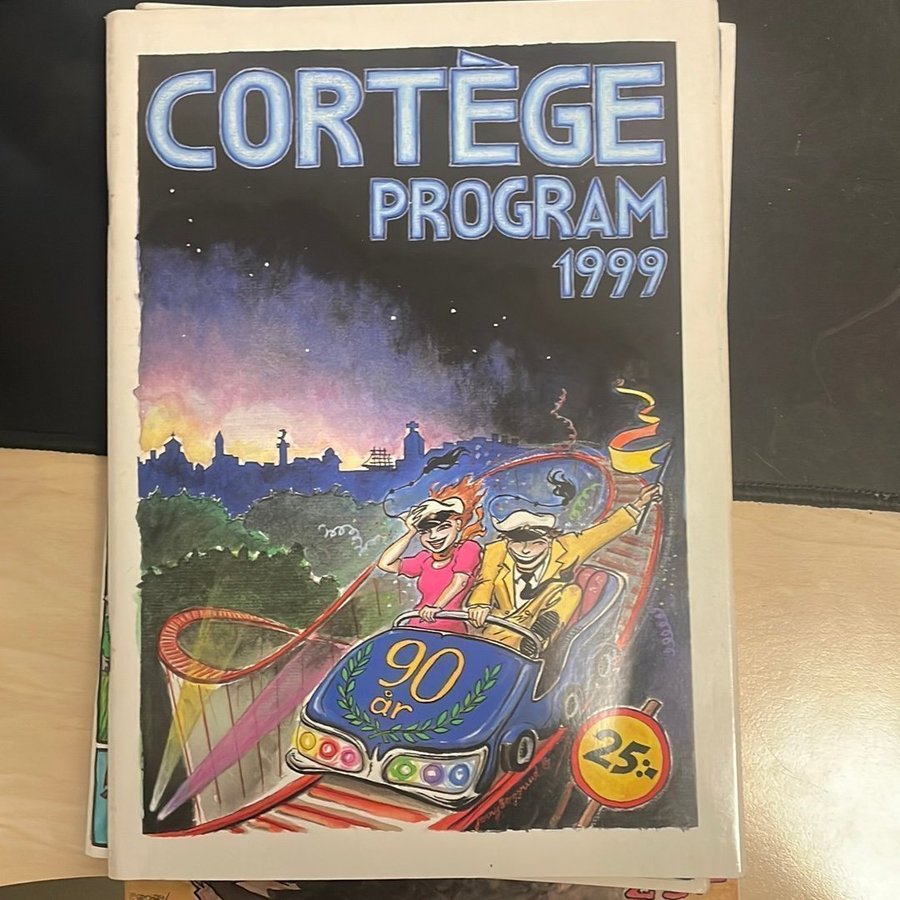 CORTÈGE
PROGRAM
1999
90
år
25:-